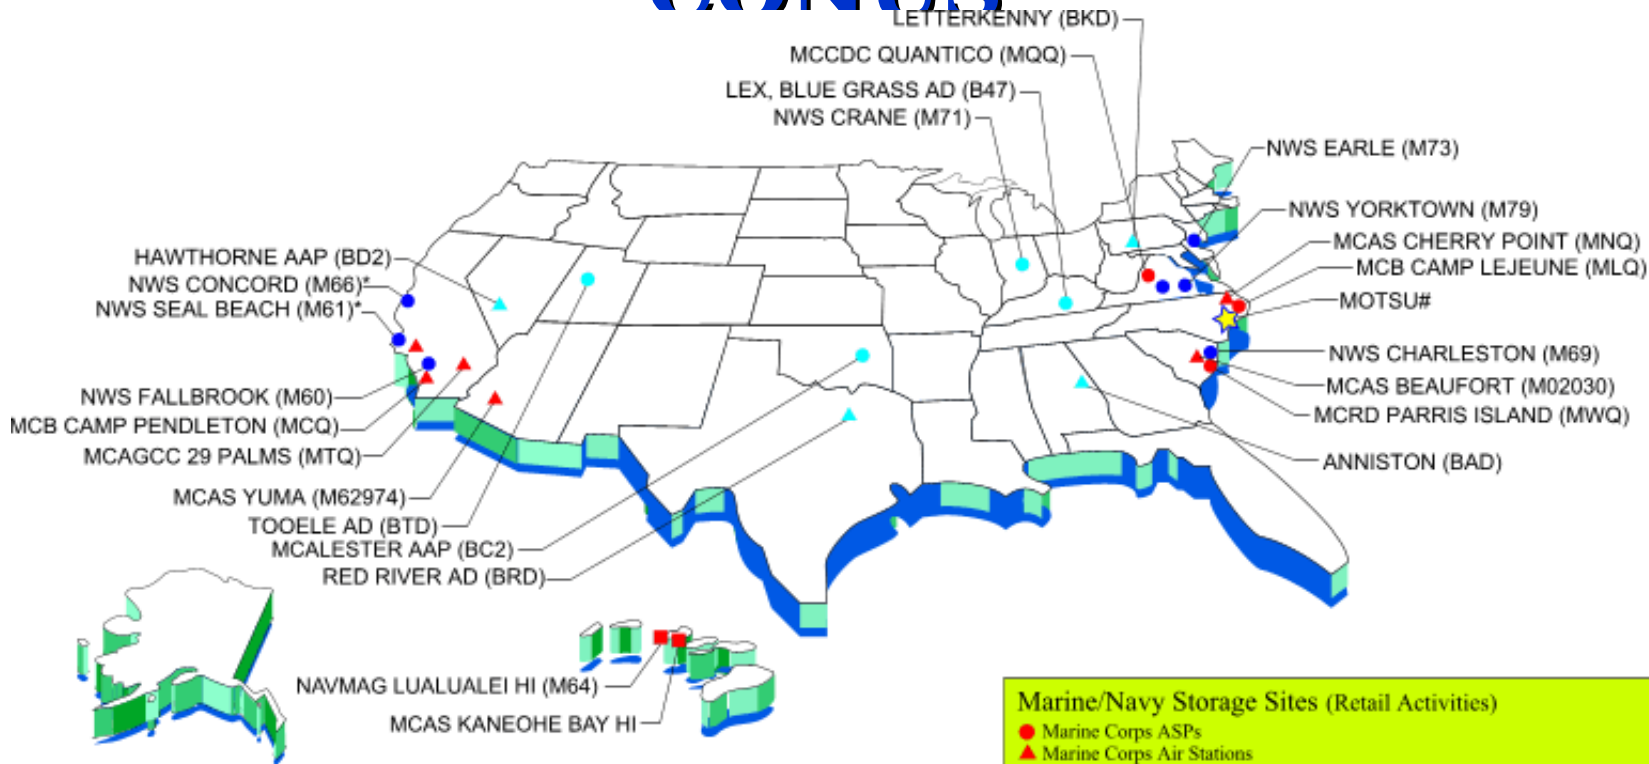 CONUS
LETTERKENNY (BKD)
MCCDC QUANTICO (MQQ)
LEX, BLUE GRASS AD (B47)
NWS CRANE (M71)
NWS EARLE (M73)
NWS YORKTOWN (M79)
MCAS CHERRY POINT (MNQ)
MCB CAMP LEJEUNE (MLQ)
MOTSU#
NWS CHARLESTON (M69)
MCAS BEAUFORT (M02030)
MCRD PARRIS ISLAND (MWQ)
ANNISTON (BAD)
HAWTHORNE AAP (BD2)
NWS CONCORD (M66)*
NWS SEAL BEACH (M61)*
NWS FALLBROOK (M60)
MCB CAMP PENDLETON (MCQ)
MCAGCC 29 PALMS (MTQ)
MCAS YUMA (M62974)
TOOELE AD (BTD)
MCALESTER AAP (BC2)
RED RIVER AD (BRD)
NAVMAG LUALUALEI HI (M64)
MCAS KANEOHE BAY HI
Marine/Navy Storage Sites (Retail Activities)
Marine Corps ASPs
Marine Corps Air Stations